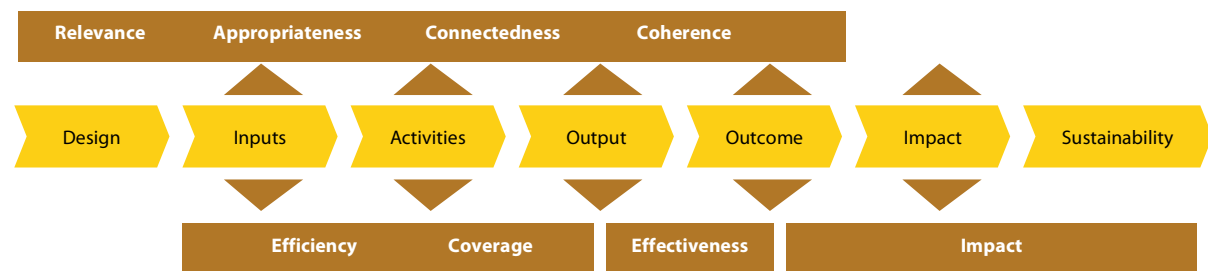 Relevance Appropriateness Connectedness Coherence
Design Inputs Activities Output Outcome Impact Sustainability
Efficiency Coverage Effectiveness Impact